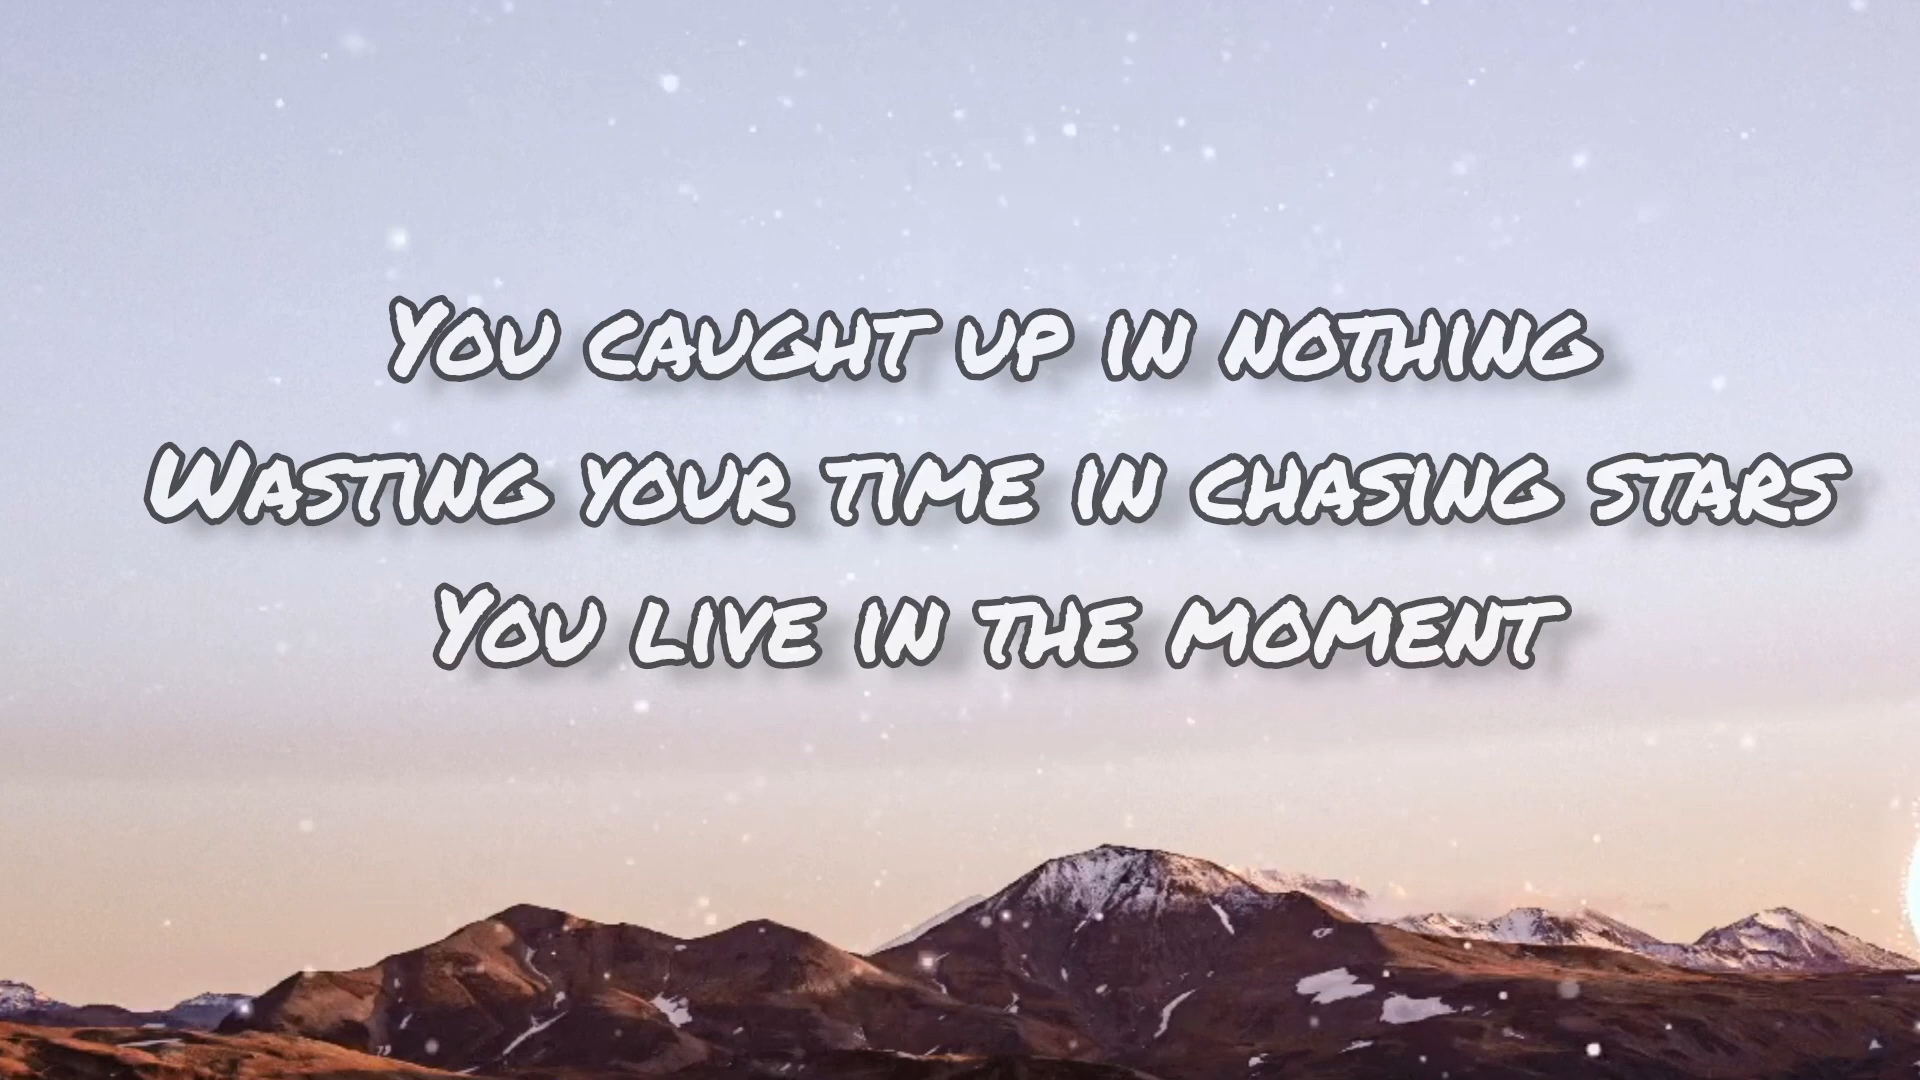 You caught up in nothing
Wasting your time in chasing stars
You live in the moment